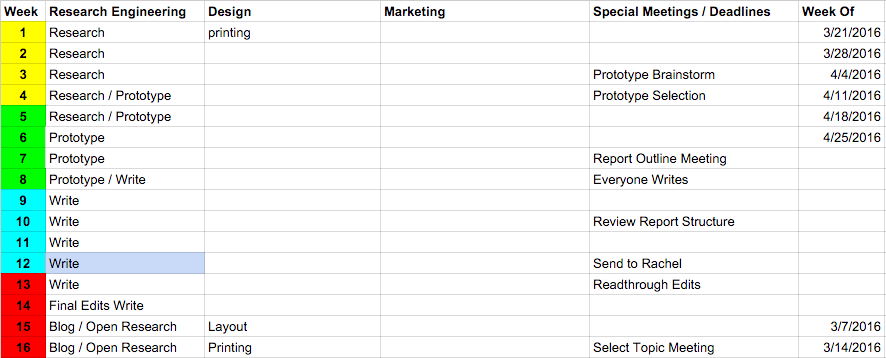 Week Research Engineering Design Marketing Special Meetings / Deadlines Week Of
1 Research printing 3/21/2016
2 Research 3/28/2016
3 Research Prototype Brainstorm 4/4/2016
4 Research / Prototype Prototype Selection 4/11/2016
5 Research / Prototype 4/18/2016
6 Prototype 4/25/2016
7 Prototype Report Outline Meeting
8 Prototype / Write Everyone Writes
9 Write
10 Write Review Report Structure
11 Write
12 Write Send to Rachel
13 Write Readthrough Edits
14 Final Edits Write
15 Blog / Open Research Layout 3/7/2016
16 Blog / Open Research Printing Select Topic Meeting 3/14/2016